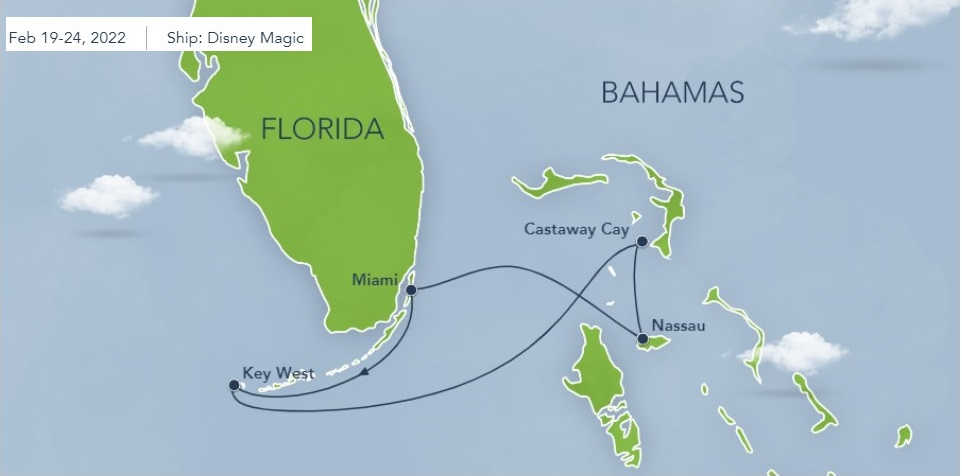 Feb 19-24, 2022 | Ship: Disney Magic
BAHAMAS
FLORIDA
Castaway Cay
Miami
Nassau
Key West